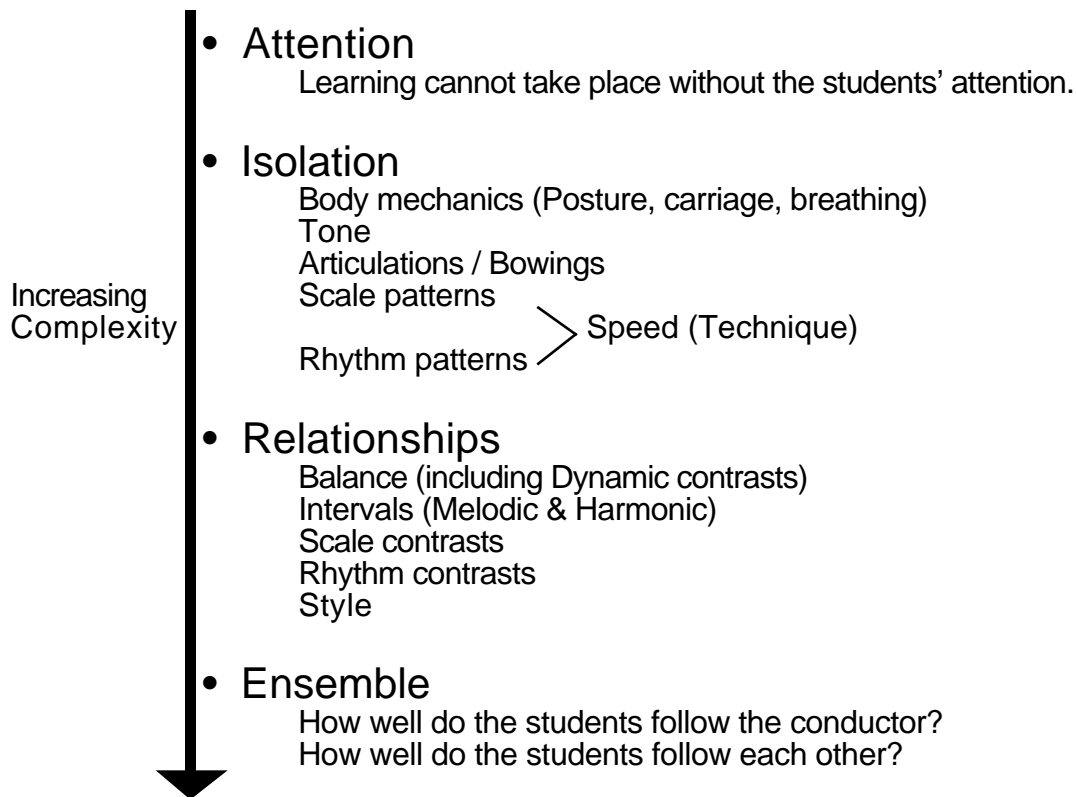 • Attention
Learning cannot take place without the students’ attention.
• Isolation
Body mechanics (Posture, carriage, breathing)
Tone
Articulations / Bowings
Scale patterns
Rhythm patterns
Speed (Technique)
Increasing
Complexity
• Relationships
Balance (including Dynamic contrasts)
Intervals (Melodic & Harmonic)
Scale contrasts
Rhythm contrasts
Style
• Ensemble
How well do the students follow the conductor?
How well do the students follow each other?